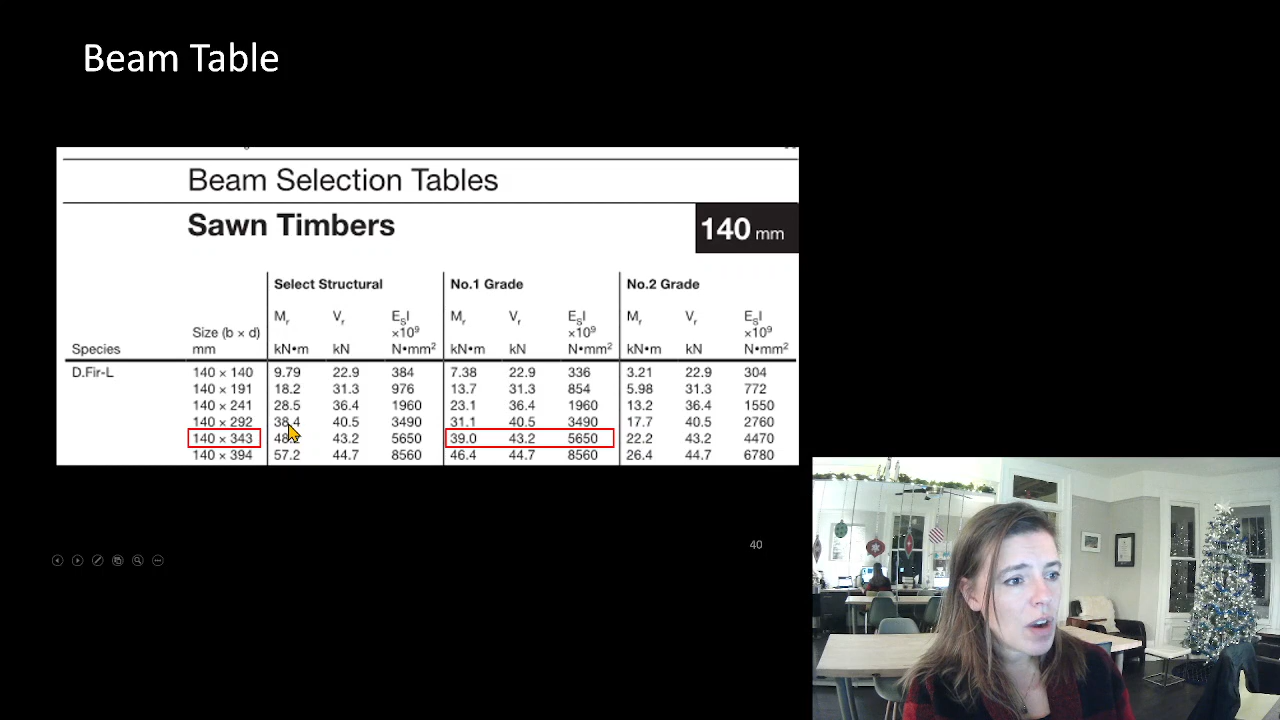 Beam Table
Beam Selection Tables
Sawn Timbers
140 mm
Select Structural No.1 Grade No.2 Grade
Mr Vr EsI Mr Vr EsI Mr Vr EsI
Size (b × d) ×10⁹ ×10⁹ ×10⁹
Species mm kN•m kN N•mm² kN•m kN N•mm² kN•m kN N•mm²
D.Fir-L 140 × 140 9.79 22.9 384 7.38 22.9 336 3.21 22.9 304
140 × 191 18.2 31.3 976 13.7 31.3 854 5.98 31.3 772
140 × 241 28.5 36.4 1960 23.1 36.4 1960 13.2 36.4 1550
140 × 292 38.4 40.5 3490 31.1 40.5 3490 17.7 40.5 2760
140 × 343 43.2 5650 39.0 43.2 5650 22.2 43.2 4470
140 × 394 57.2 44.7 8560 46.4 44.7 8560 26.4 44.7 6780
40